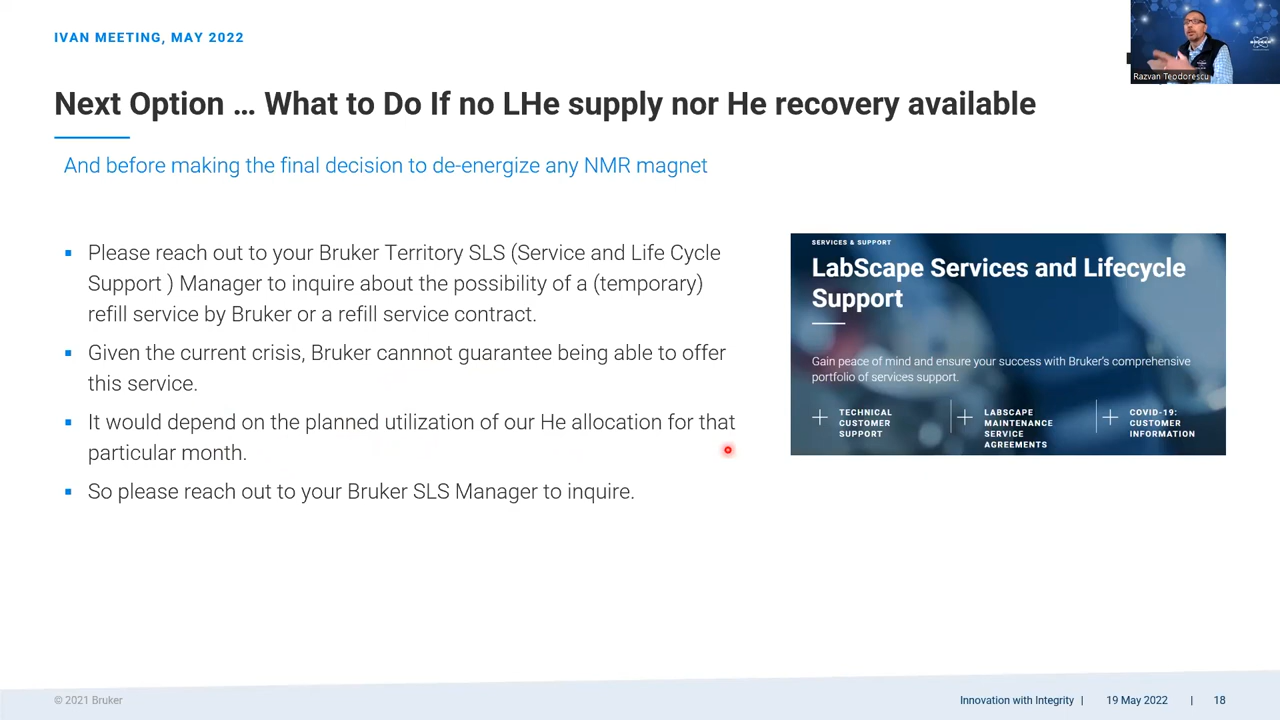 IVAN MEETING, MAY 2022
BRUKER
Razvan Teodorescu
Next Option … What to Do If no LHe supply nor He recovery available
And before making the final decision to de-energize any NMR magnet
Please reach out to your Bruker Territory SLS (Service and Life Cycle
Support ) Manager to inquire about the possibility of a (temporary)
refill service by Bruker or a refill service contract.
Given the current crisis, Bruker cannnot guarantee being able to offer
this service.
It would depend on the planned utilization of our He allocation for that
particular month.
So please reach out to your Bruker SLS Manager to inquire.
SERVICES & SUPPORT
LabScape Services and Lifecycle
Support
Gain peace of mind and ensure your success with Bruker's comprehensive
portfolio of services support.
TECHNICAL
CUSTOMER
SUPPORT
LABSCAPE
MAINTENANCE
SERVICE
AGREEMENTS
COVID-19:
CUSTOMER
INFORMATION
© 2021 Bruker
Innovation with Integrity | 19 May 2022 | 18